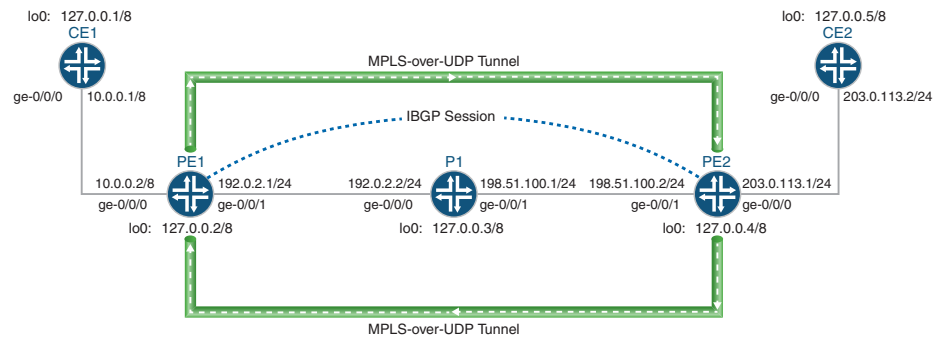 lo0: 127.0.0.1/8
CE1
ge-0/0/0 10.0.0.1/8
lo0: 127.0.0.5/8
CE2
ge-0/0/0 203.0.113.2/24
MPLS-over-UDP Tunnel
IBGP Session
PE1
P1
PE2
10.0.0.2/8 192.0.2.1/24 192.0.2.2/24 198.51.100.1/24 198.51.100.2/24 203.0.113.1/24
ge-0/0/0 ge-0/0/1 ge-0/0/0 ge-0/0/1 ge-0/0/1 ge-0/0/0
lo0: 127.0.0.2/8 lo0: 127.0.0.3/8 lo0: 127.0.0.4/8
MPLS-over-UDP Tunnel